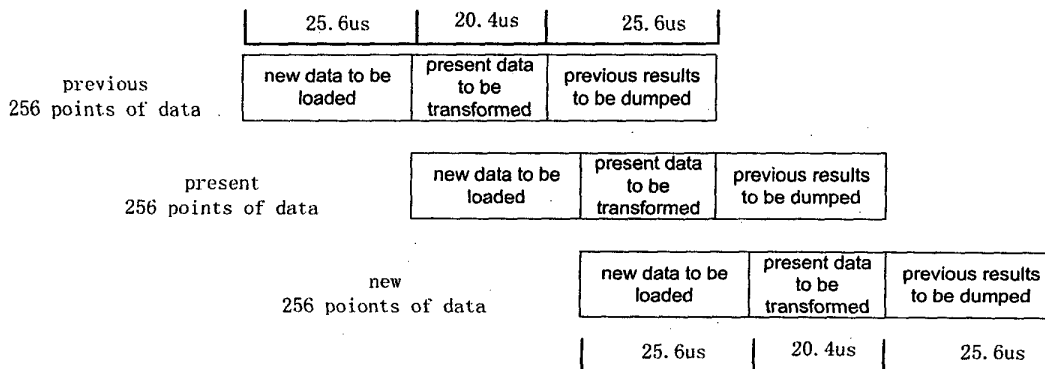 25.6us 20.4us 25.6us
previous
256 points of data
new data to be
loaded
present data
to be
transformed
previous results
to be dumped
present
256 points of data
new data to be
loaded
present data
to be
transformed
previous results
to be dumped
new
256 poionts of data
new data to be
loaded
present data
to be
transformed
previous results
to be dumped
25.6us 20.4us 25.6us